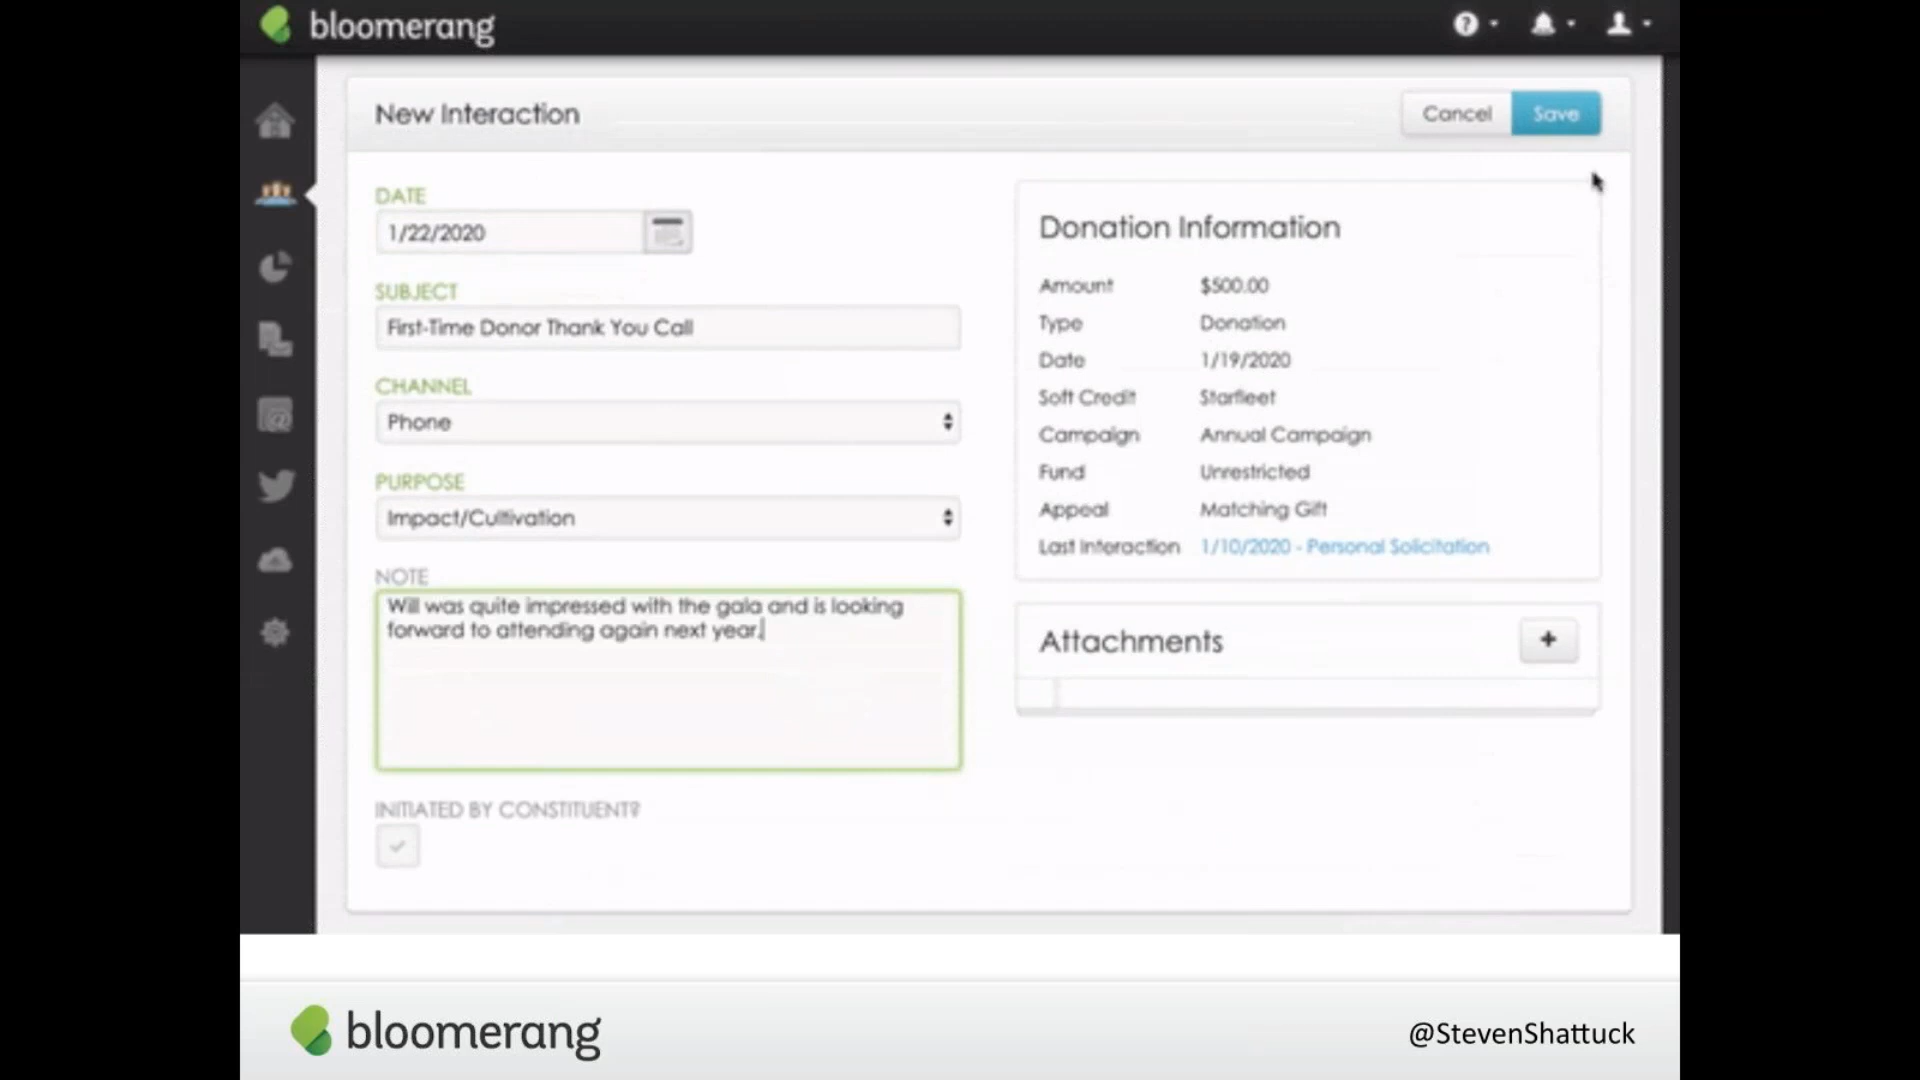 bloomerang
New Interaction
Cancel
Save
DATE
1/22/2020
SUBJECT
First-Time Donor Thank You Call
CHANNEL
Phone
PURPOSE
Impact/Cultivation
NOTE
Will was quite impressed with the gala and is looking
forward to attending again next year.
INITIATED BY CONSTITUENT?
Donation Information
Amount $500.00
Type Donation
Date 1/19/2020
Soft Credit Starfleet
Campaign Annual Campaign
Fund Unrestricted
Appeal Matching Gift
Last Interaction 1/10/2020 - Personal Solicitation
Attachments
bloomerang
@StevenShattuck